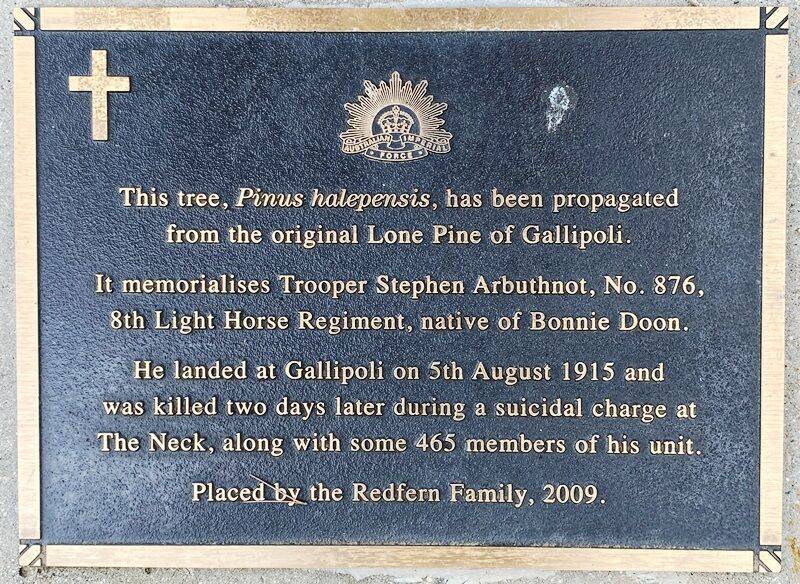 AUSTRALIAN IMPERIAL
FORCE
This tree, Pinus halepensis, has been propagated
from the original Lone Pine of Gallipoli.
It memorialises Trooper Stephen Arbuthnot, No. 876,
8th Light Horse Regiment, native of Bonnie Doon.
He landed at Gallipoli on 5th August 1915 and
was killed two days later during a suicidal charge at
The Neck, along with some 465 members of his unit.
Placed by the Redfern Family, 2009.